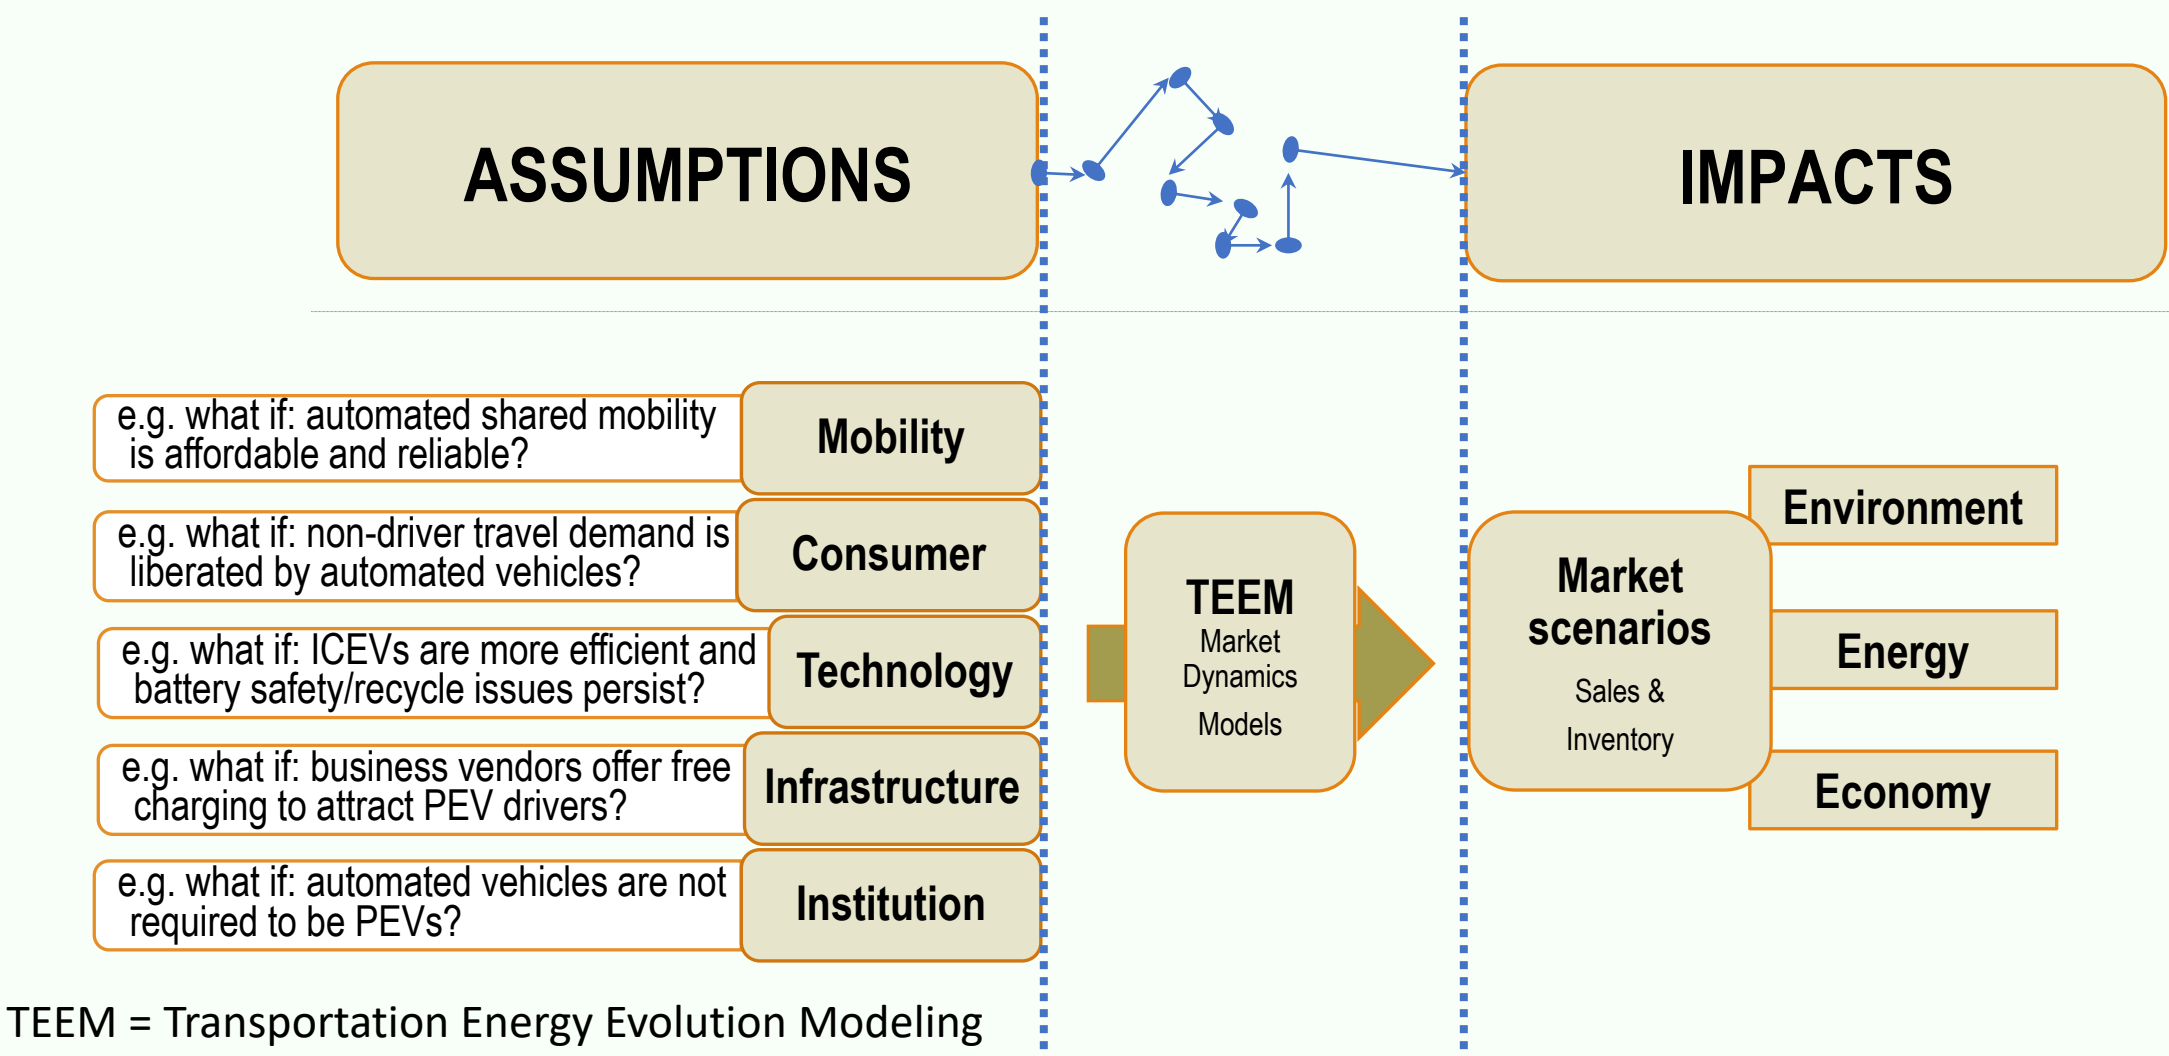 ASSUMPTIONS
IMPACTS
e.g. what if: automated shared mobility
is affordable and reliable?
Mobility
e.g. what if: non-driver travel demand is
liberated by automated vehicles?
Consumer
e.g. what if: ICEVs are more efficient and
battery safety/recycle issues persist?
Technology
e.g. what if: business vendors offer free
charging to attract PEV drivers?
Infrastructure
e.g. what if: automated vehicles are not
required to be PEVs?
Institution
TEEM
Market
Dynamics
Models
Market
scenarios
Sales &
Inventory
Environment
Energy
Economy
TEEM = Transportation Energy Evolution Modeling